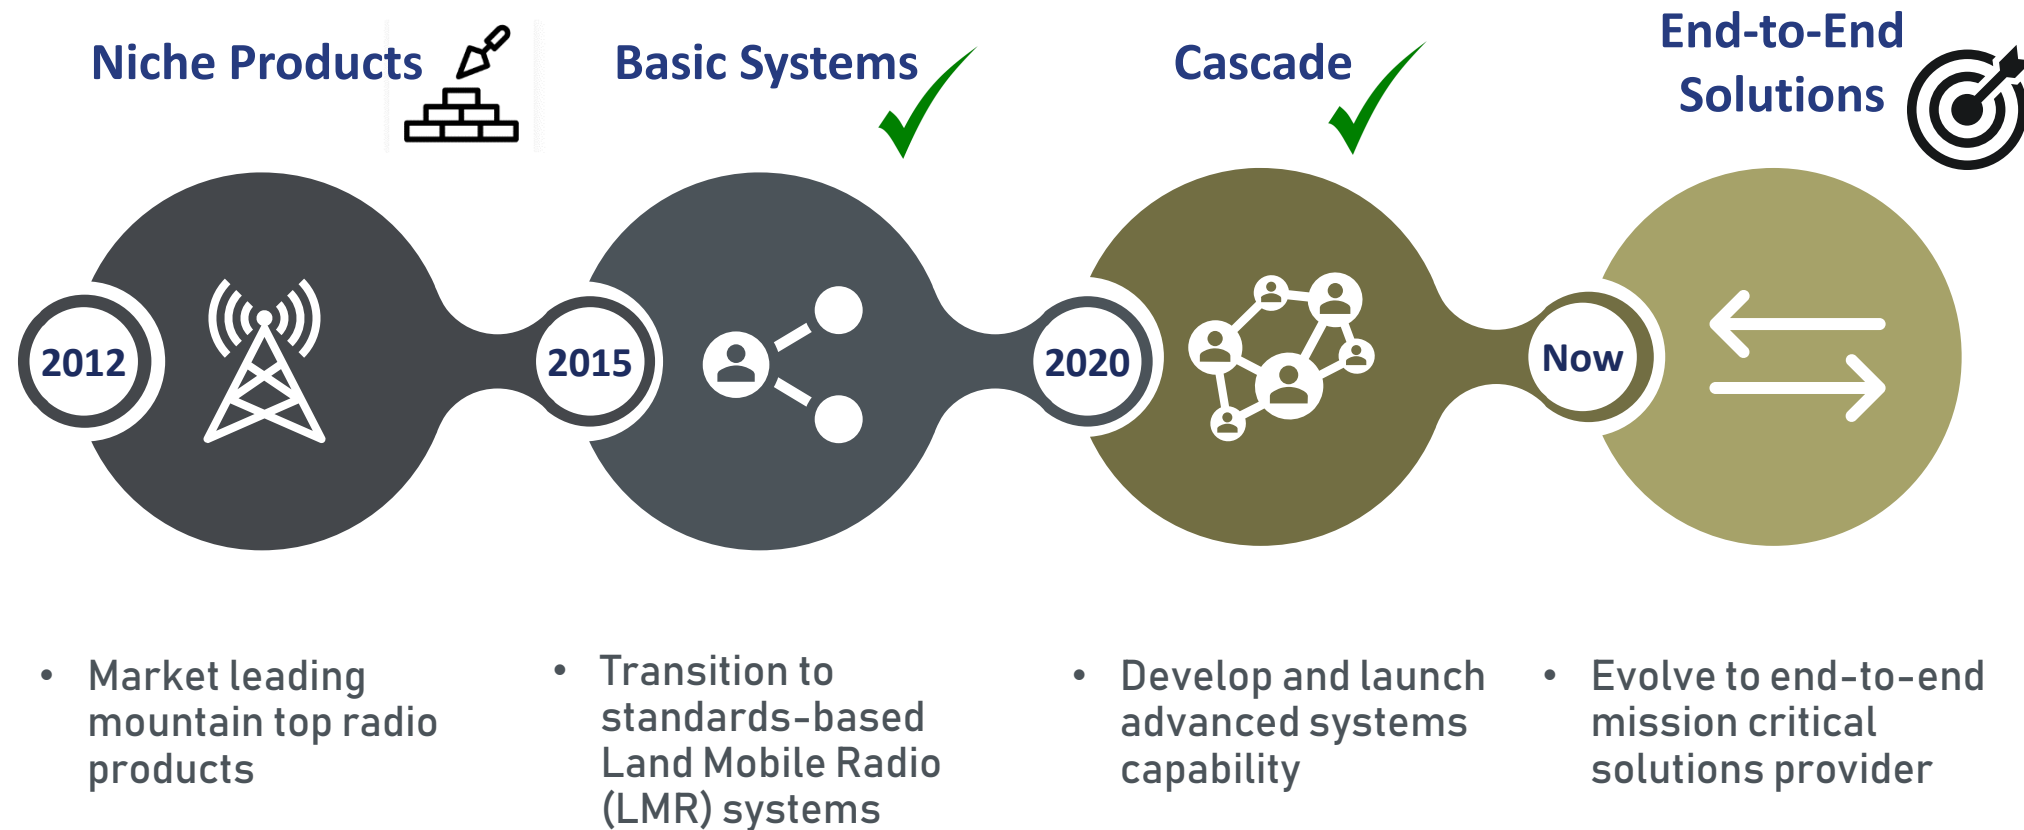 Niche Products
Basic Systems
Cascade
End-to-End
Solutions
2012
2015
2020
Now
• Market leading
mountain top radio
products
• Transition to
standards-based
Land Mobile Radio
(LMR) systems
• Develop and launch
advanced systems
capability
• Evolve to end-to-end
mission critical
solutions provider